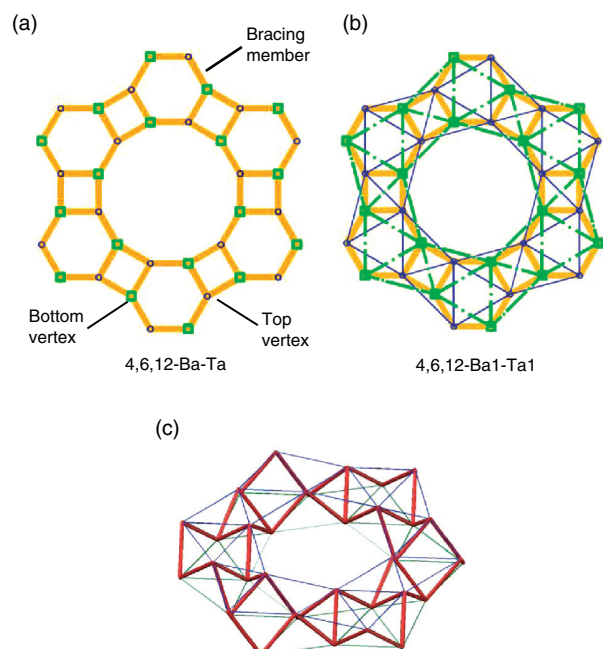 (a)
Bracing
member
Bottom
vertex
Top
vertex
4,6,12-Ba-Ta
(b)
4,6,12-Ba1-Ta1
(c)